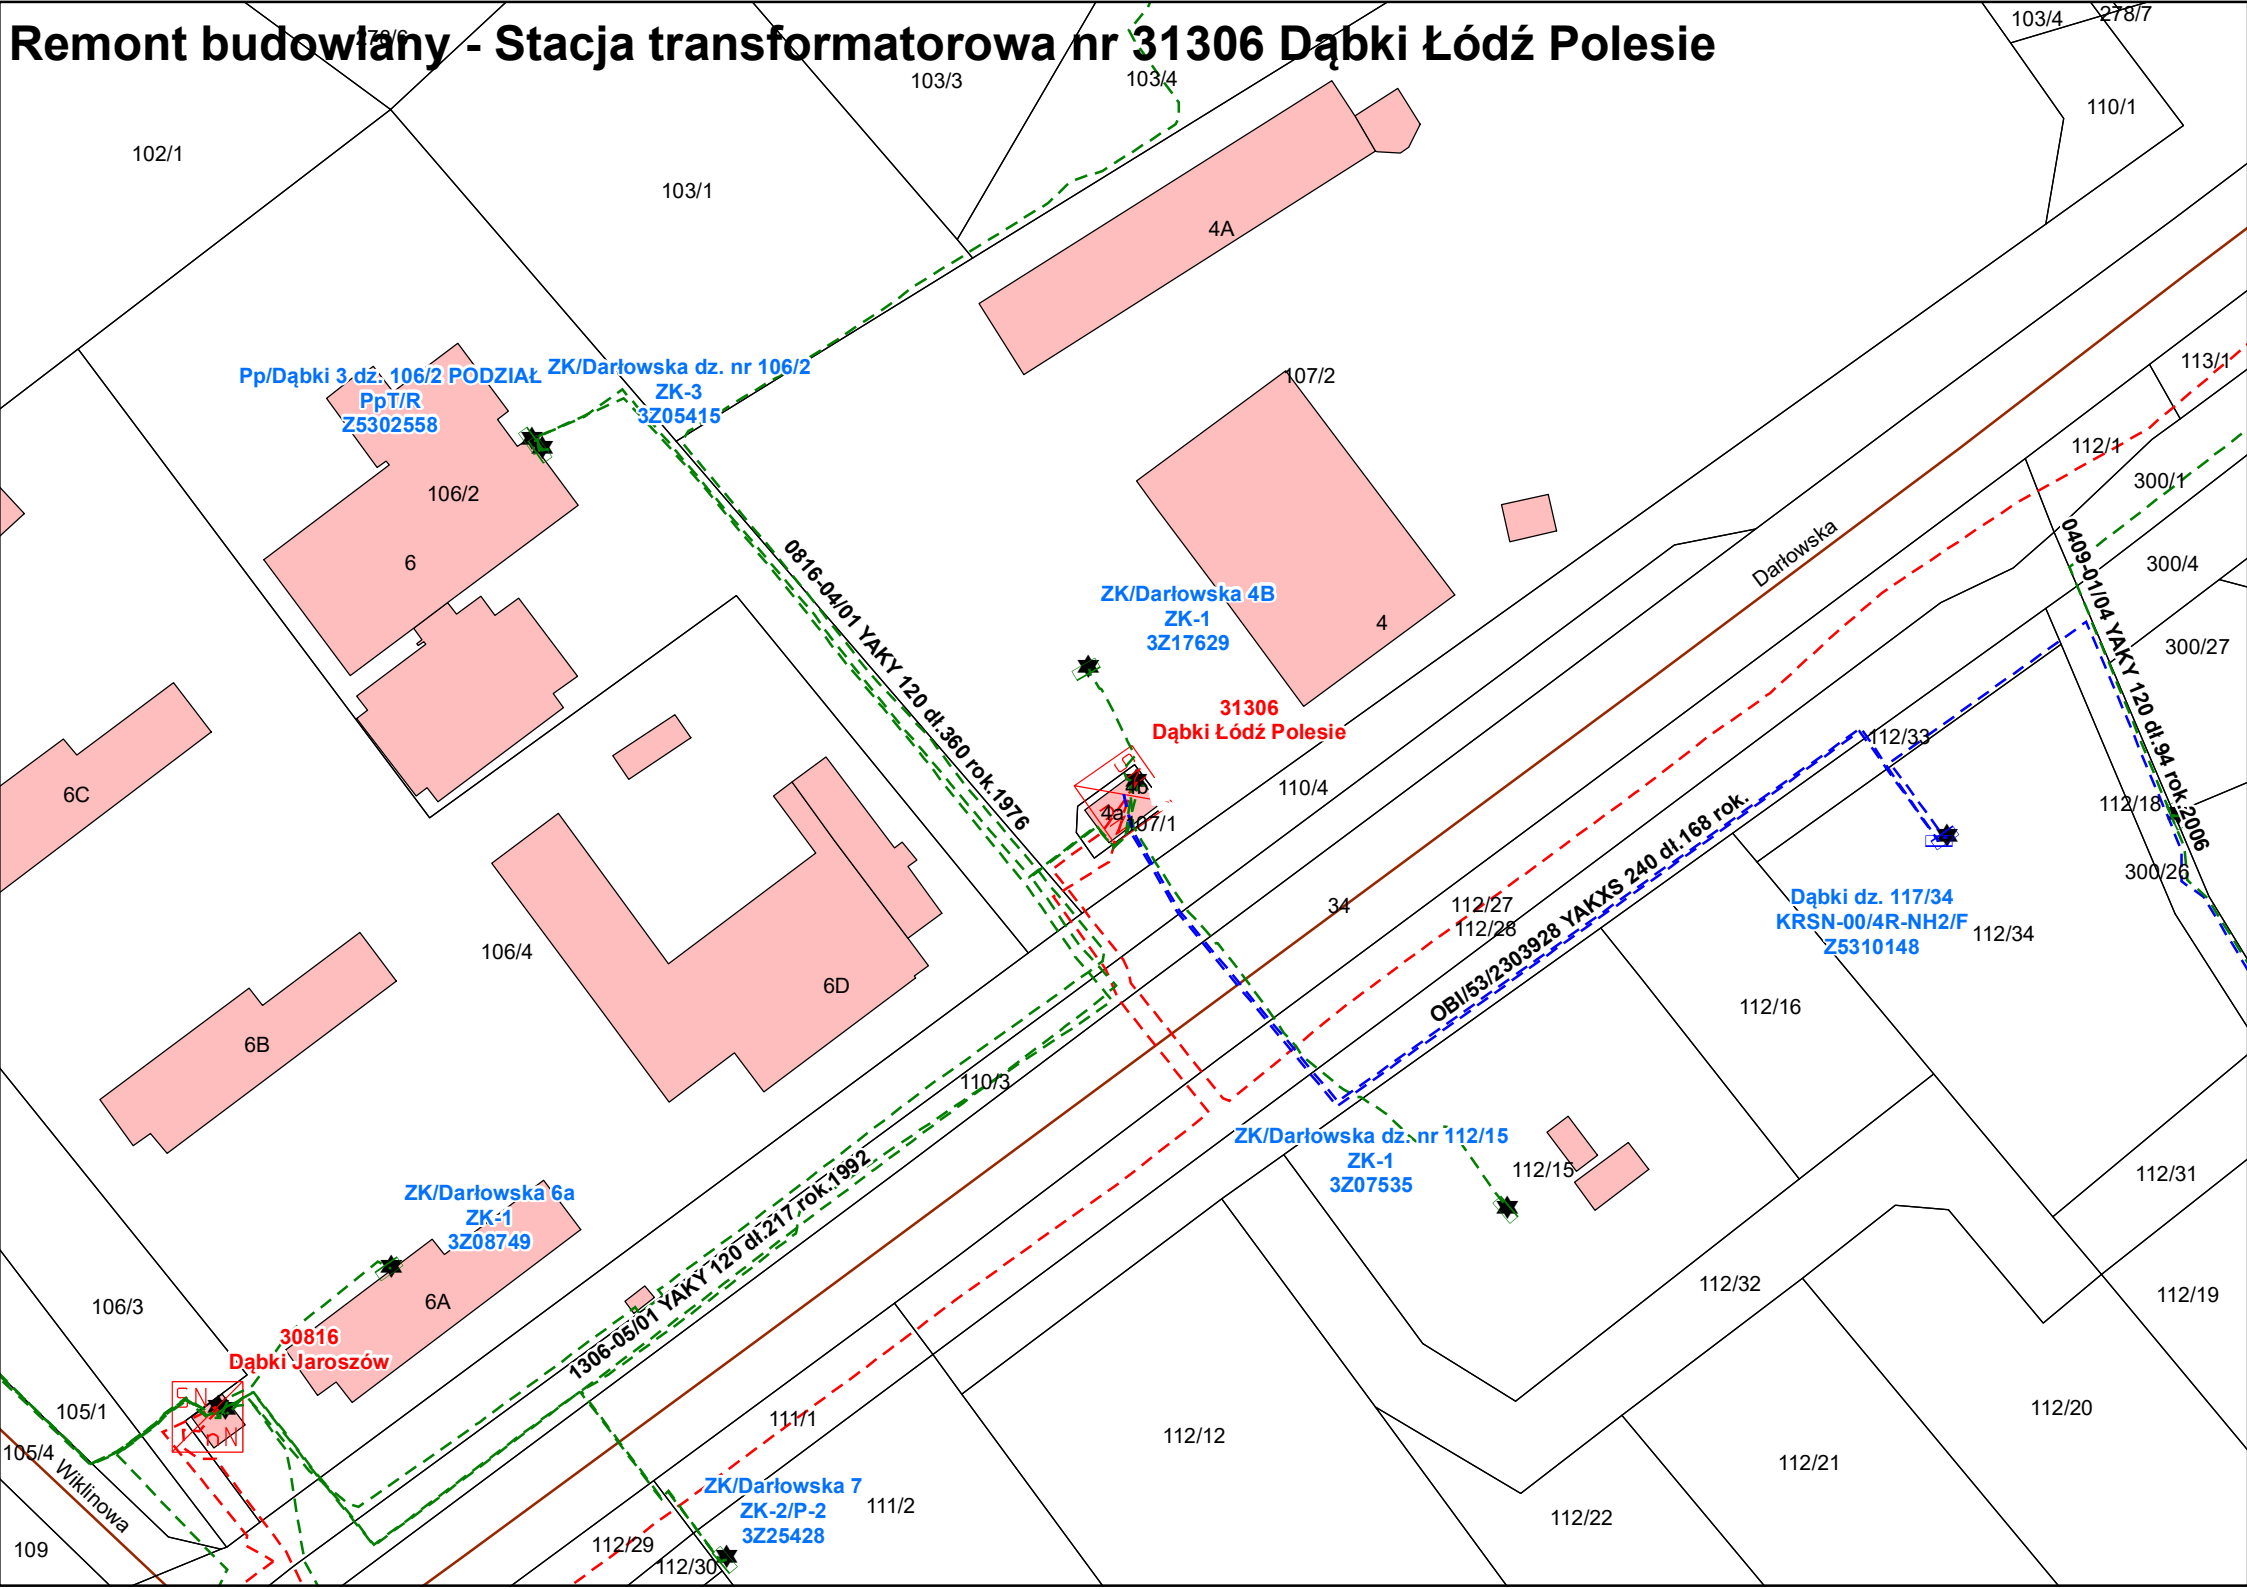 Remont budowlany - Stacja transformatorowa nr 31306 Dąbki Łódź Polesie
103/4
278/7
103/3
103/4
110/1
102/1
103/1
4A
113/1
Pp/Dąbki 3 dz. 106/2 PODZIAŁ
PpT/R
Z5302558
ZK/Darłowska dz. nr 106/2
ZK-3
3Z05415
107/2
112/1
300/1
106/2
6
0816-04/01 YAKY 120 dł.360 rok.1976
Darłowska
0409-01/04 YAKY 120 dł.94 rok.2006
300/4
ZK/Darłowska 4B
ZK-1
3Z17629
4
300/27
31306
Dąbki Łódź Polesie
112/33
6C
4b
4a
107/1
110/4
112/18
300/26
OBI/53/2303928 YAKXS 240 dł.168 rok.
34
112/27
112/28
Dąbki dz. 117/34
KRSN-00/4R-NH2/F
Z5310148
112/34
106/4
6D
112/16
6B
110/3
ZK/Darłowska dz. nr 112/15
ZK-1
3Z07535
112/15
112/31
ZK/Darłowska 6a
ZK-1
3Z08749
1306-05/01 YAKY 120 dł.217 rok.1992
6A
106/3
112/32
112/19
30816
Dąbki Jaroszów
SN
105/1
111/1
112/12
112/20
105/4
Wiklinowa
112/21
ZK/Darłowska 7
ZK-2/P-2
3Z25428
111/2
112/22
109
112/29
112/30